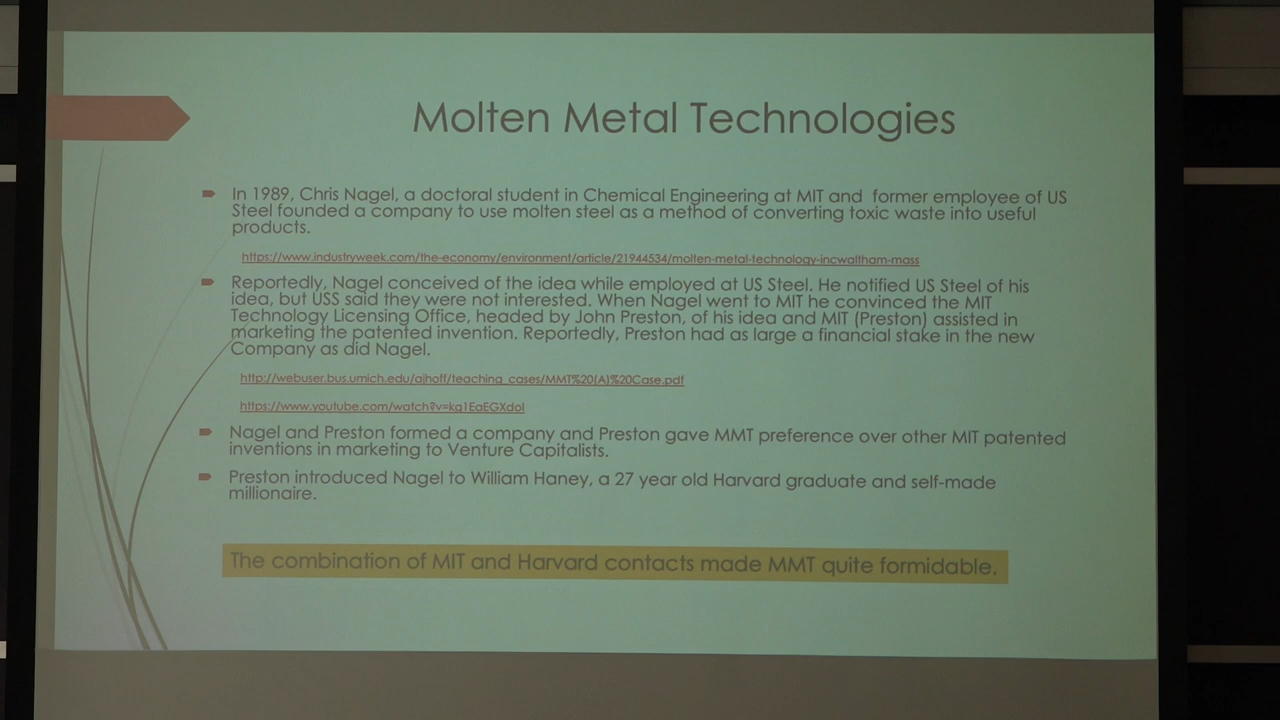 Molten Metal Technologies
In 1989, Chris Nagel, a doctoral student in Chemical Engineering at MIT and former employee of US
Steel founded a company to use molten steel as a method of converting toxic waste into useful
products.
https://www.industryweek.com/the-economy/environment/article/21944534/molten-metal-technology-incwaltham-mass
Reportedly, Nagel conceived of the idea while employed at US Steel. He notified US Steel of his
idea, but USS said they were not interested. When Nagel went to MIT he convinced the MIT
Technology Licensing Office, headed by John Preston, of his idea and MIT (Preston) assisted in
marketing the patented invention. Reportedly, Preston had as large a financial stake in the new
Company as did Nagel.
http://webuser.bus.umich.edu/ajhoff/teaching_cases/MMT%20(A)%20Case.pdf
https://www.youtube.com/watch?v=kq1EaEGXdoI
Nagel and Preston formed a company and Preston gave MMT preference over other MIT patented
inventions in marketing to Venture Capitalists.
Preston introduced Nagel to William Haney, a 27 year old Harvard graduate and self-made
millionaire.
The combination of MIT and Harvard contacts made MMT quite formidable.